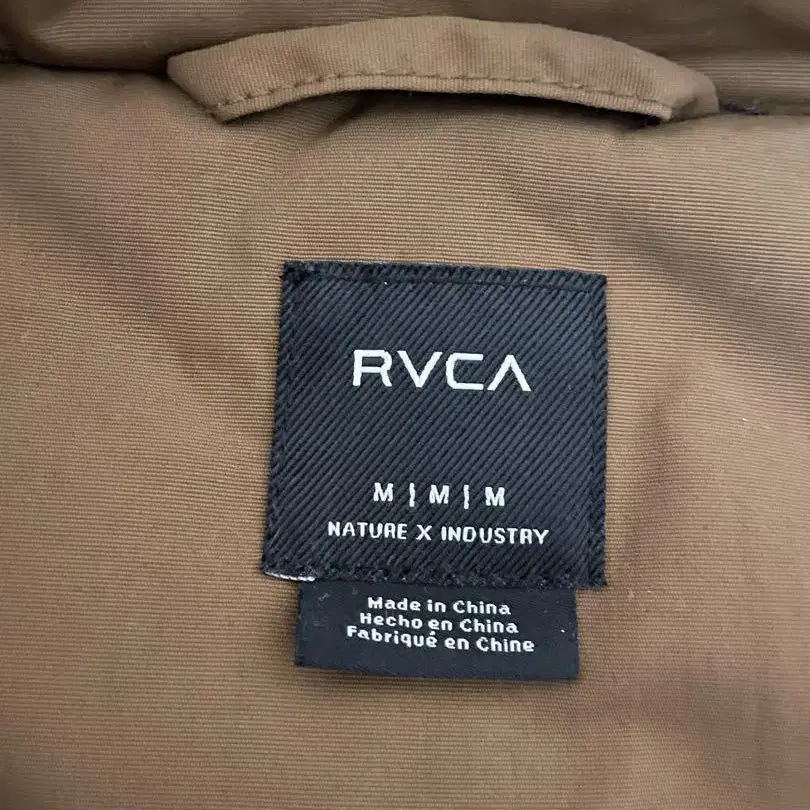 RVCA
M | M | M
NATURE X INDUSTRY
Made in China
Hecho en China
Fabriqué en Chine